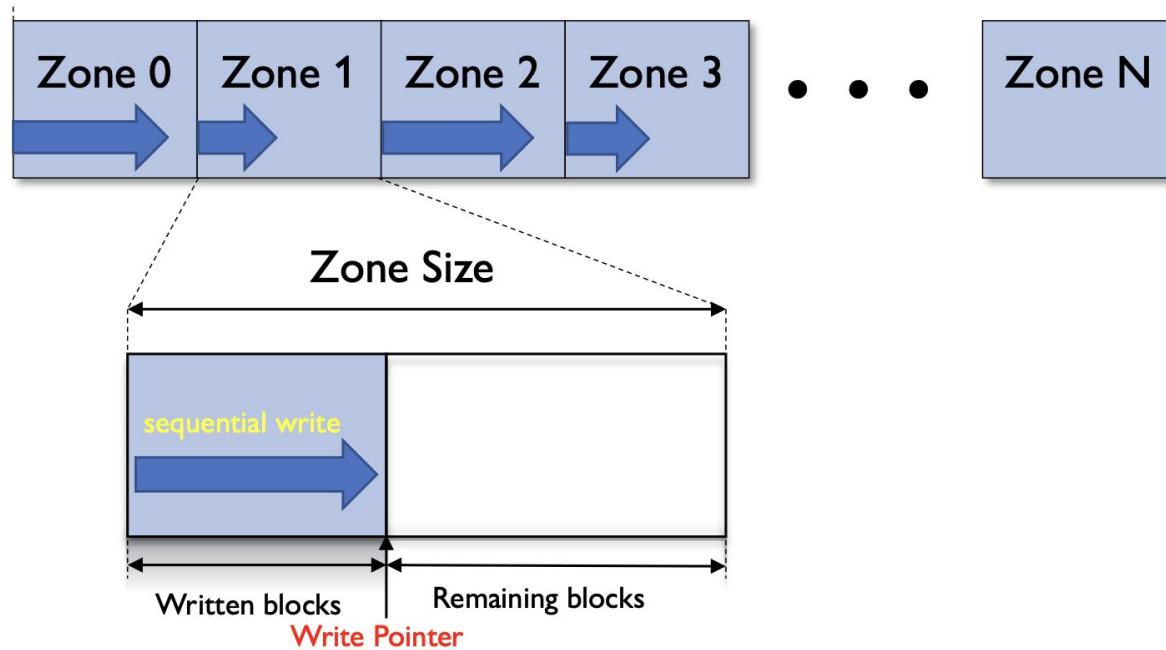 Zone 0
Zone 1
Zone 2
Zone 3
Zone N
Zone Size
sequential write
Written blocks
Remaining blocks
Write Pointer